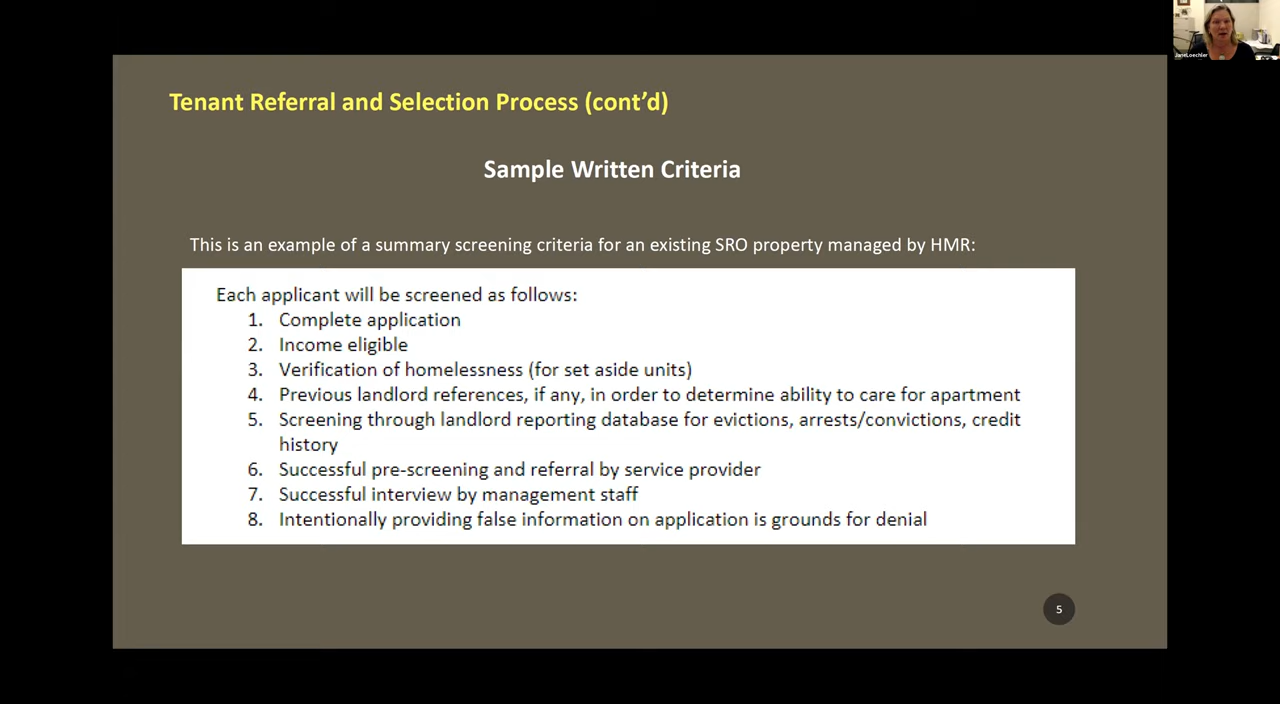 JaneLoechler
Tenant Referral and Selection Process (cont’d)
Sample Written Criteria
This is an example of a summary screening criteria for an existing SRO property managed by HMR:
Each applicant will be screened as follows:
1. Complete application
2. Income eligible
3. Verification of homelessness (for set aside units)
4. Previous landlord references, if any, in order to determine ability to care for apartment
5. Screening through landlord reporting database for evictions, arrests/convictions, credit
history
6. Successful pre-screening and referral by service provider
7. Successful interview by management staff
8. Intentionally providing false information on application is grounds for denial
5